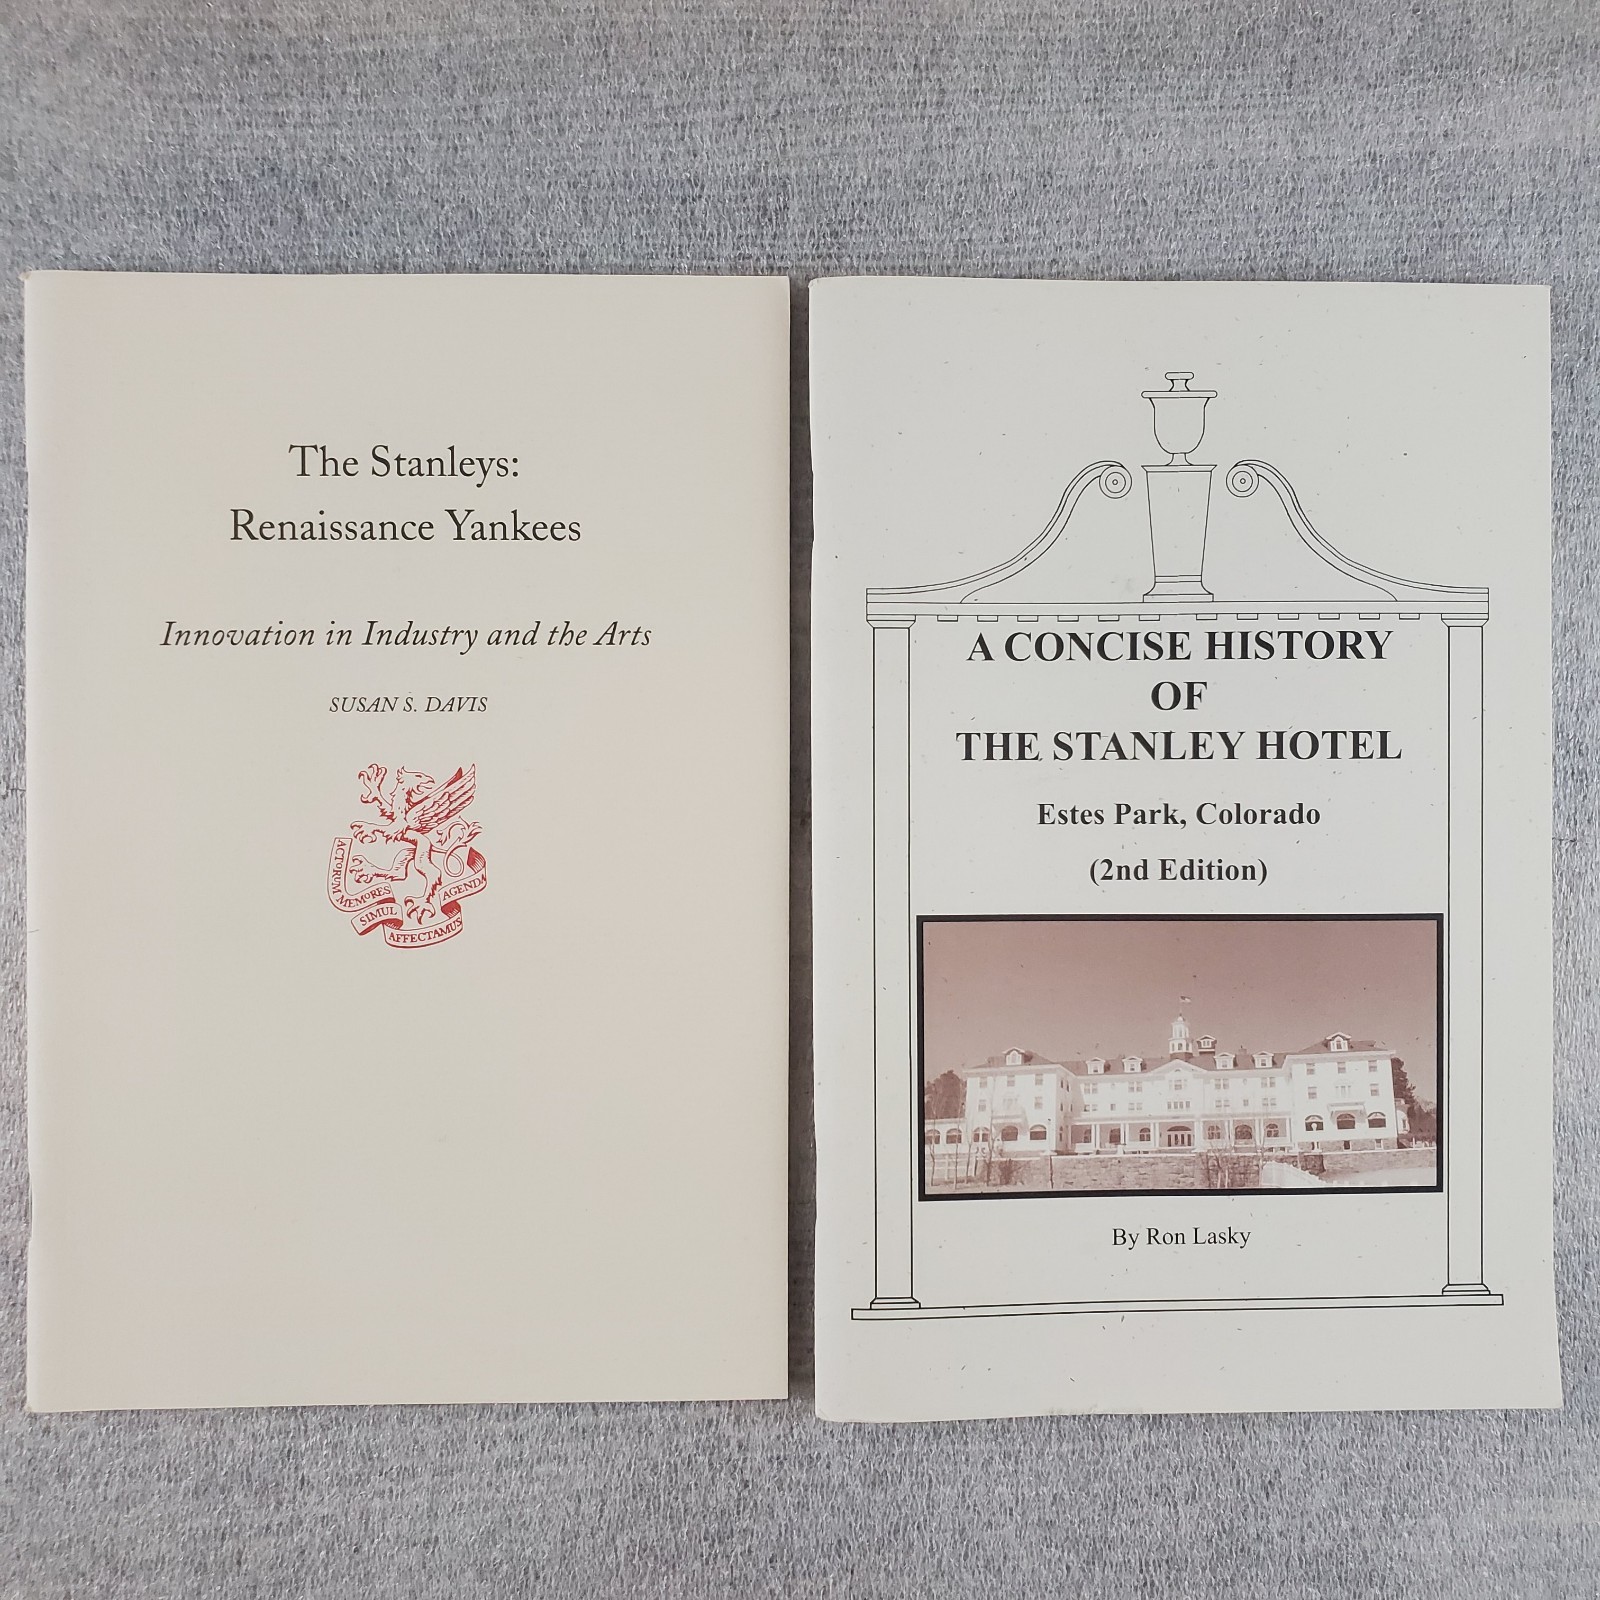 The Stanleys:
Renaissance Yankees
Innovation in Industry and the Arts
SUSAN S. DAVIS
ACTORUM
MEMORES
SIMUL
AFFECTAMUS
AGENDA
A CONCISE HISTORY
OF
THE STANLEY HOTEL
Estes Park, Colorado
(2nd Edition)
By Ron Lasky